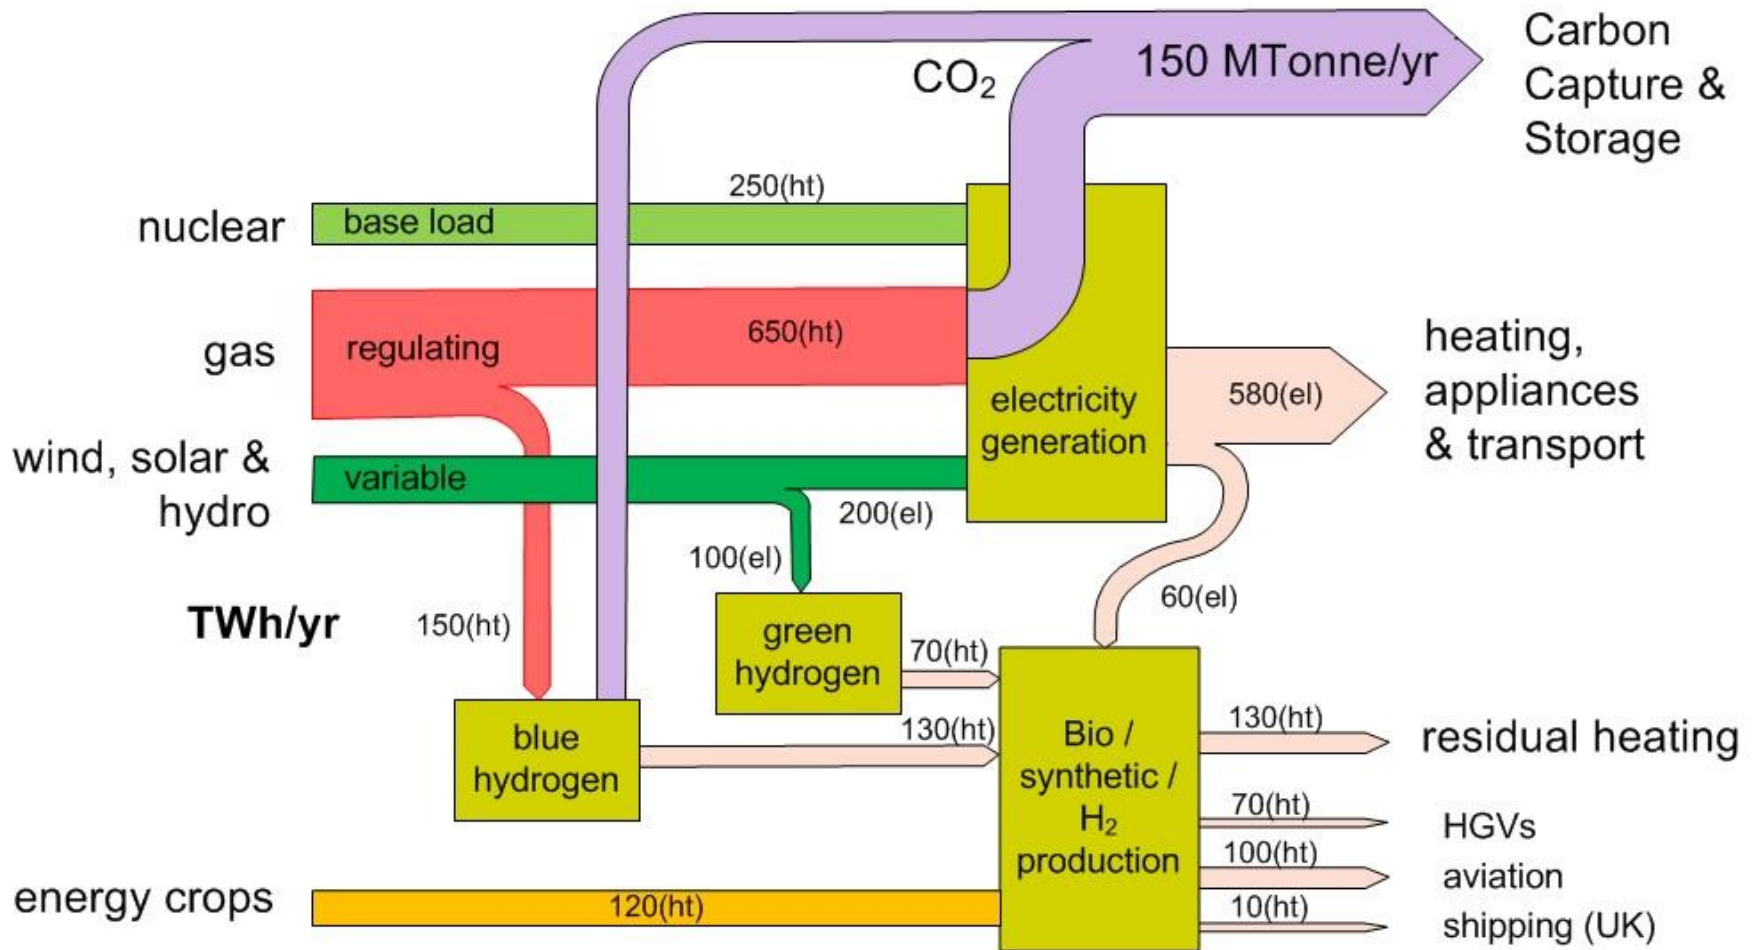 Carbon
Capture &
Storage
150 MTonne/yr
CO₂
250(ht)
nuclear
base load
gas
regulating
650(ht)
heating,
appliances
& transport
electricity
generation
580(el)
wind, solar &
hydro
variable
200(el)
100(el)
60(el)
TWh/yr
150(ht)
green
hydrogen
70(ht)
blue
hydrogen
130(ht)
Bio /
synthetic /
H₂
production
130(ht)
residual heating
70(ht)
HGVs
100(ht)
aviation
10(ht)
shipping (UK)
energy crops
120(ht)